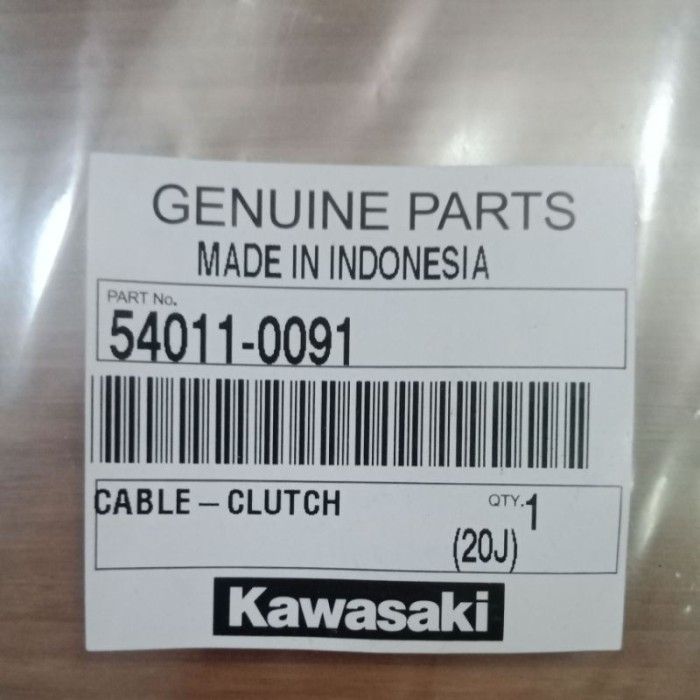 GENUINE PARTS
MADE IN INDONESIA
PART No.
54011-0091
CABLE – CLUTCH QTY. 1
(20J)
Kawasaki